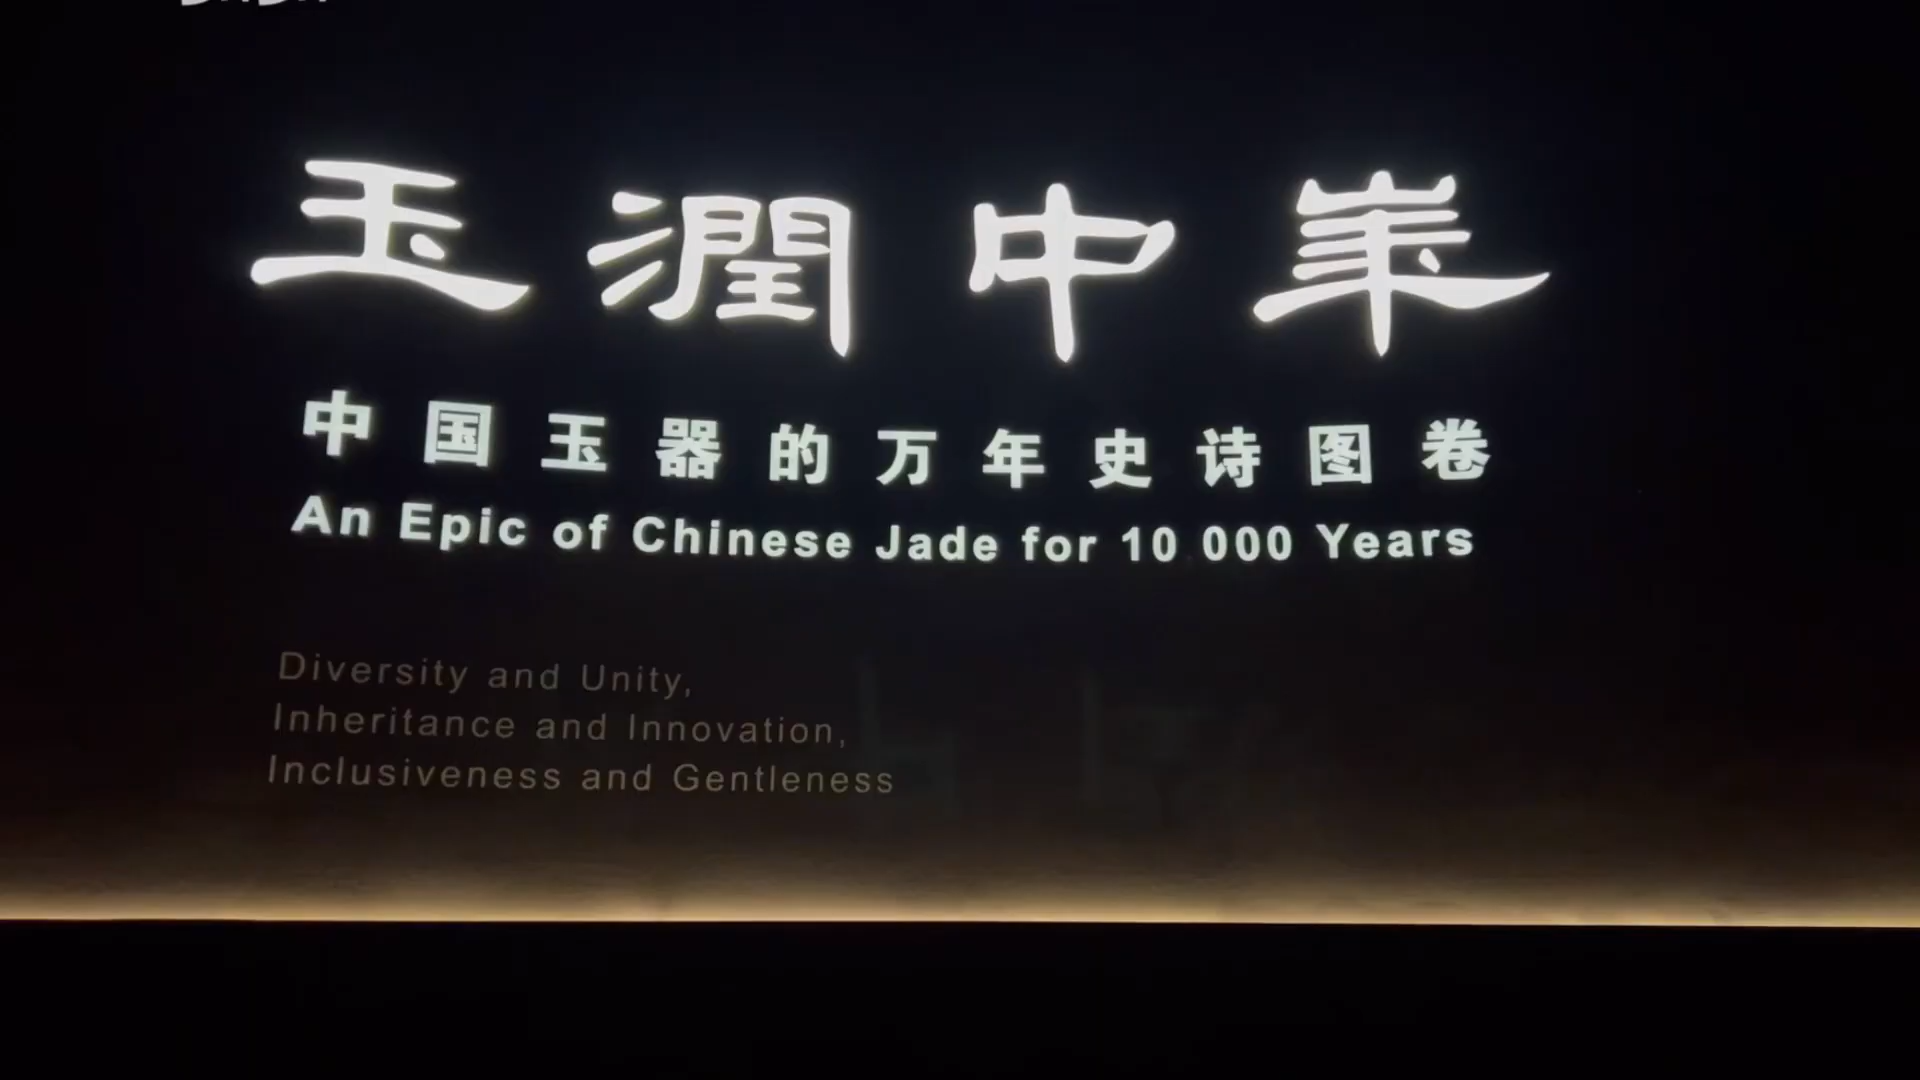 玉潤中華
中国玉器的万年史诗图卷
An Epic of Chinese Jade for 10 000 Years
Diversity and Unity,
Inheritance and Innovation,
Inclusiveness and Gentleness